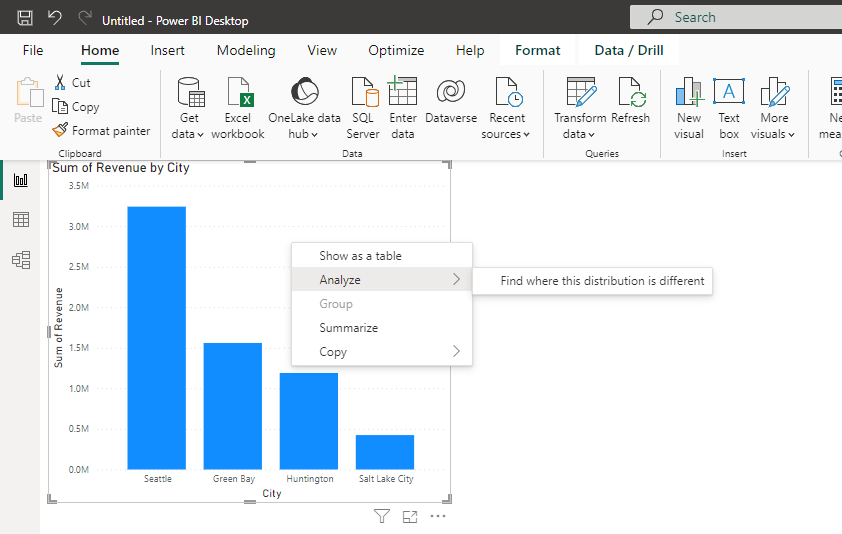 Untitled - Power BI Desktop
Search
File Home Insert Modeling View Optimize Help Format Data / Drill
Paste
Cut
Copy
Format painter
Clipboard
Get data
Excel workbook
OneLake data hub
SQL Server
Enter data
Dataverse
Recent sources
Data
Transform data
Refresh
Queries
New visual
Text box
More visuals
Insert
Sum of Revenue by City
Sum of Revenue
3.5M
3.0M
2.5M
2.0M
1.5M
1.0M
0.5M
0.0M
Seattle Green Bay Huntington Salt Lake City
City
Show as a table
Analyze
Group
Summarize
Copy
Find where this distribution is different